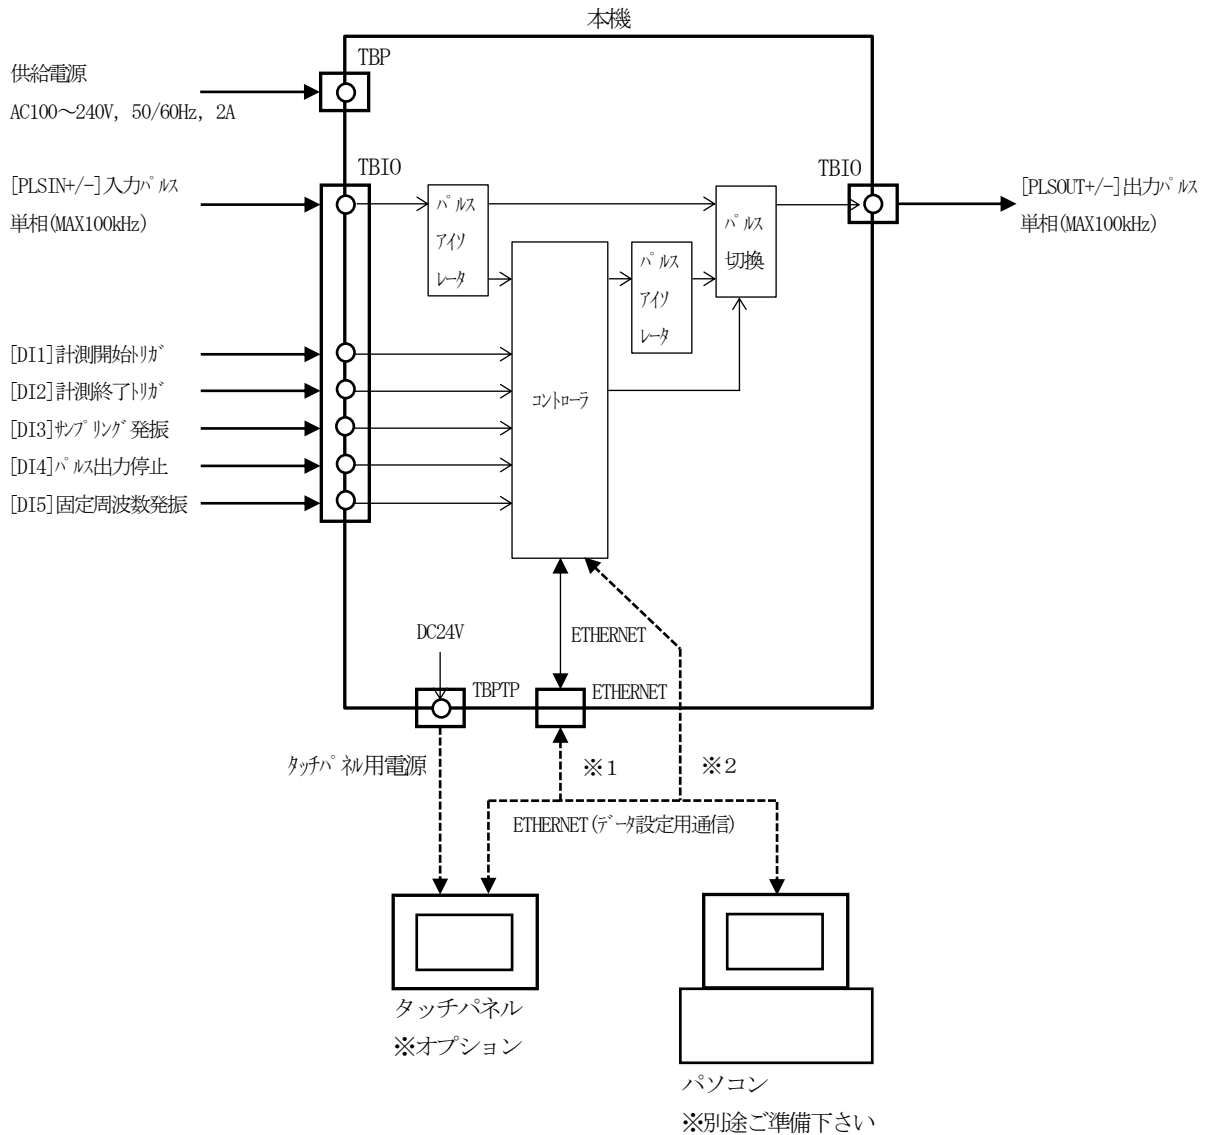 本機
TBP
供給電源
AC100～240V, 50/60Hz, 2A
TBIO
TBIO
[PLSIN+/-]入力ﾊﾟﾙｽ
単相(MAX100kHz)
ﾊﾟﾙｽ
ｱｲｿ
ﾚｰﾀ
ﾊﾟﾙｽ
切換
[PLSOUT+/-]出力ﾊﾟﾙｽ
単相(MAX100kHz)
ﾊﾟﾙｽ
ｱｲｿ
ﾚｰﾀ
[DI1]計測開始ﾄﾘｶﾞ
[DI2]計測終了ﾄﾘｶﾞ
[DI3]ｻﾝﾌﾟﾘﾝｸﾞ発振
[DI4]ﾊﾟﾙｽ出力停止
[DI5]固定周波数発振
ｺﾝﾄﾛｰﾗ
DC24V
ETHERNET
TBPTP
ETHERNET
ﾀｯﾁﾊﾟﾈﾙ用電源
※1
※2
ETHERNET(ﾃﾞｰﾀ設定用通信)
タッチパネル
※オプション
パソコン
※別途ご準備下さい